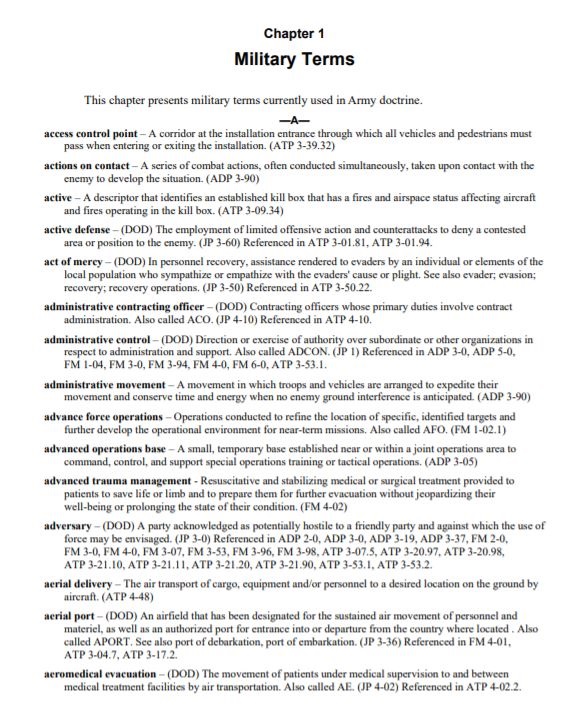 Chapter 1
Military Terms
This chapter presents military terms currently used in Army doctrine.
—A—
access control point – A corridor at the installation entrance through which all vehicles and pedestrians must
pass when entering or exiting the installation. (ATP 3-39.32)
actions on contact – A series of combat actions, often conducted simultaneously, taken upon contact with the
enemy to develop the situation. (ADP 3-90)
active – A descriptor that identifies an established kill box that has a fires and airspace status affecting aircraft
and fires operating in the kill box. (ATP 3-09.34)
active defense – (DOD) The employment of limited offensive action and counterattacks to deny a contested
area or position to the enemy. (JP 3-60) Referenced in ATP 3-01.81, ATP 3-01.94.
act of mercy – (DOD) In personnel recovery, assistance rendered to evaders by an individual or elements of the
local population who sympathize or empathize with the evaders' cause or plight. See also evader; evasion;
recovery; recovery operations. (JP 3-50) Referenced in ATP 3-50.22.
administrative contracting officer – (DOD) Contracting officers whose primary duties involve contract
administration. Also called ACO. (JP 4-10) Referenced in ATP 4-10.
administrative control – (DOD) Direction or exercise of authority over subordinate or other organizations in
respect to administration and support. Also called ADCON. (JP 1) Referenced in ADP 3-0, ADP 5-0,
FM 1-04, FM 3-0, FM 3-94, FM 4-0, FM 6-0, ATP 3-53.1.
administrative movement – A movement in which troops and vehicles are arranged to expedite their
movement and conserve time and energy when no enemy ground interference is anticipated. (ADP 3-90)
advance force operations – Operations conducted to refine the location of specific, identified targets and
further develop the operational environment for near-term missions. Also called AFO. (FM 1-02.1)
advanced operations base – A small, temporary base established near or within a joint operations area to
command, control, and support special operations training or tactical operations. (ADP 3-05)
advanced trauma management - Resuscitative and stabilizing medical or surgical treatment provided to
patients to save life or limb and to prepare them for further evacuation without jeopardizing their
well-being or prolonging the state of their condition. (FM 4-02)
adversary – (DOD) A party acknowledged as potentially hostile to a friendly party and against which the use of
force may be envisaged. (JP 3-0) Referenced in ADP 2-0, ADP 3-0, ADP 3-19, ADP 3-37, FM 2-0,
FM 3-0, FM 4-0, FM 3-07, FM 3-53, FM 3-96, FM 3-98, ATP 3-07.5, ATP 3-20.97, ATP 3-20.98,
ATP 3-21.10, ATP 3-21.11, ATP 3-21.20, ATP 3-21.90, ATP 3-53.1, ATP 3-53.2.
aerial delivery – The air transport of cargo, equipment and/or personnel to a desired location on the ground by
aircraft. (ATP 4-48)
aerial port – (DOD) An airfield that has been designated for the sustained air movement of personnel and
materiel, as well as an authorized port for entrance into or departure from the country where located . Also
called APORT. See also port of debarkation, port of embarkation. (JP 3-36) Referenced in FM 4-01,
ATP 3-04.7, ATP 3-17.2.
aeromedical evacuation – (DOD) The movement of patients under medical supervision to and between
medical treatment facilities by air transportation. Also called AE. (JP 4-02) Referenced in ATP 4-02.2.